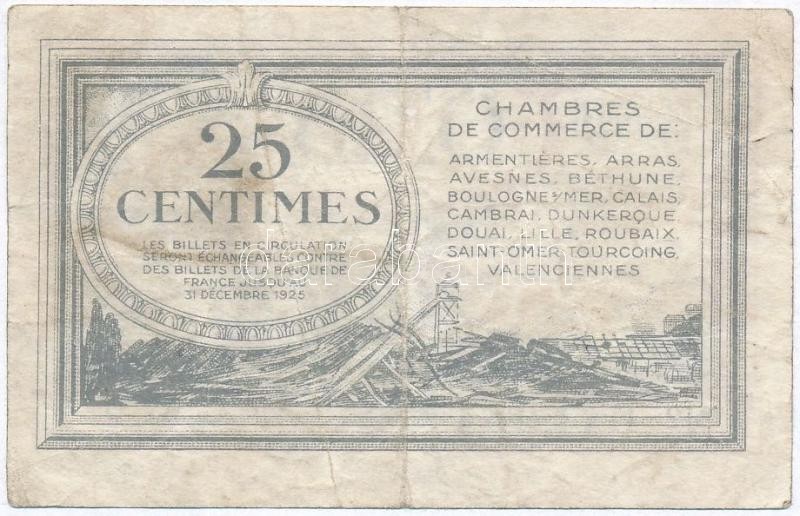 25
CENTIMES
LES BILLETS EN CIRCULATION
SERONT ÉCHANGEABLES CONTRE
DES BILLETS DE LA BANQUE DE
FRANCE JUSQU'AU
31 DÉCEMBRE 1925
CHAMBRES
DE COMMERCE DE:
ARMENTIÈRES, ARRAS,
AVESNES, BÉTHUNE,
BOULOGNE S/MER, CALAIS,
CAMBRAI, DUNKERQUE,
DOUAI, LILLE, ROUBAIX,
SAINT-OMER, TOURCOING,
VALENCIENNES
darabanth